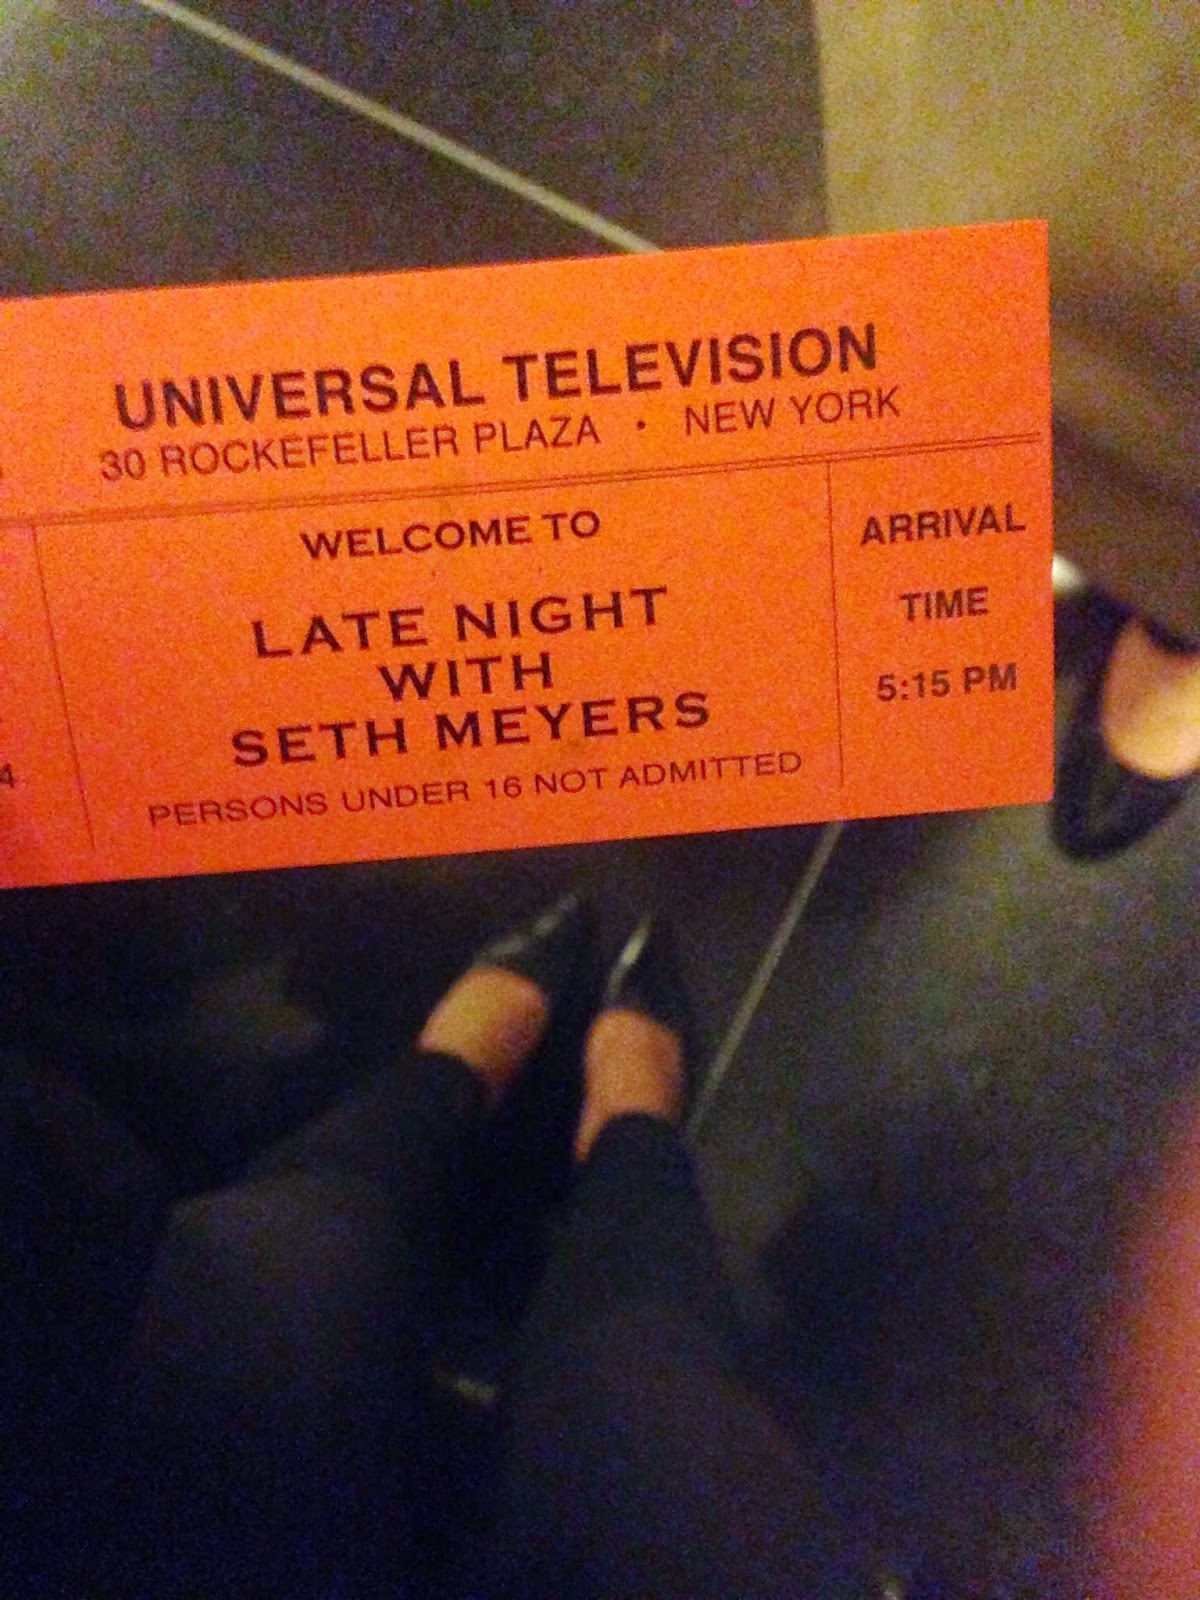 UNIVERSAL TELEVISION
30 ROCKEFELLER PLAZA • NEW YORK
WELCOME TO
LATE NIGHT
WITH
SETH MEYERS
PERSONS UNDER 16 NOT ADMITTED
ARRIVAL
TIME
5:15 PM
4